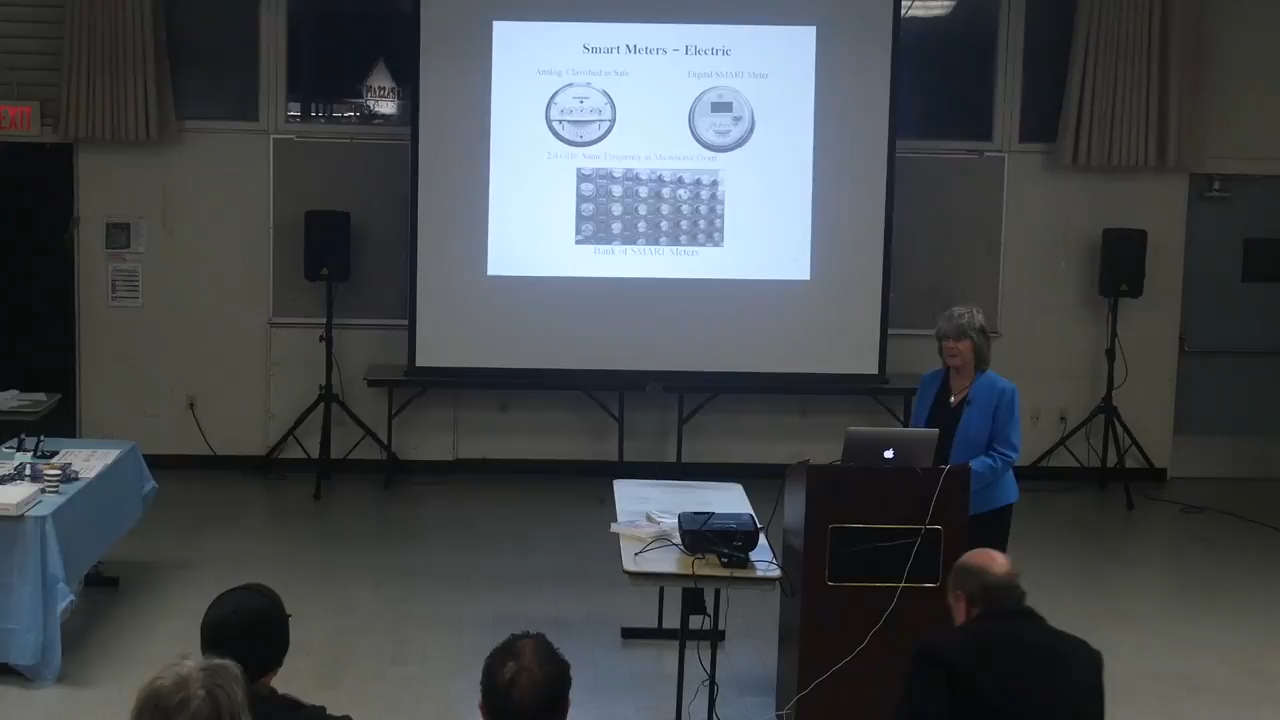 Smart Meters – Electric
Analog: Classified as Safe
Digital SMART Meter
2.4 GHz Same Frequency as Microwave Oven
Bank of SMART Meters
EXIT